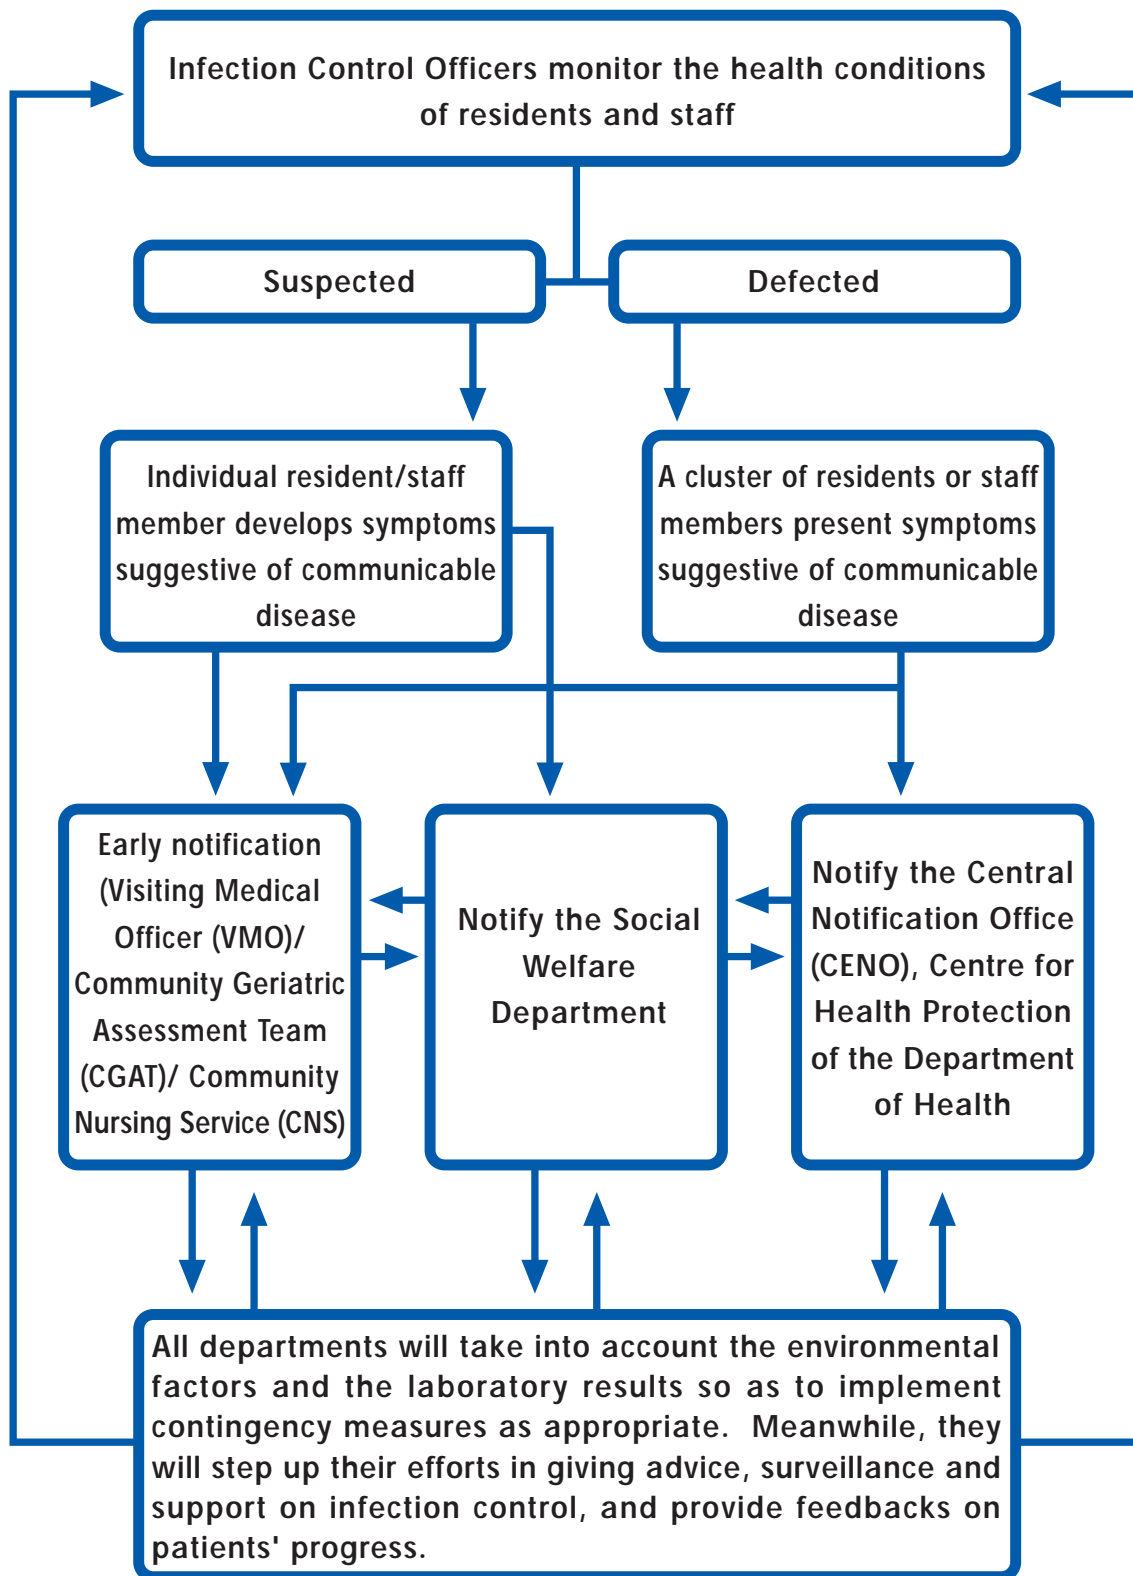 Infection Control Officers monitor the health conditions
of residents and staff
Suspected
Defected
Individual resident/staff
member develops symptoms
suggestive of communicable
disease
A cluster of residents or staff
members present symptoms
suggestive of communicable
disease
Early notification
(Visiting Medical
Officer (VMO)/
Community Geriatric
Assessment Team
(CGAT)/ Community
Nursing Service (CNS)
Notify the Social
Welfare
Department
Notify the Central
Notification Office
(CENO), Centre for
Health Protection
of the Department
of Health
All departments will take into account the environmental
factors and the laboratory results so as to implement
contingency measures as appropriate.  Meanwhile, they
will step up their efforts in giving advice, surveillance and
support on infection control, and provide feedbacks on
patients' progress.